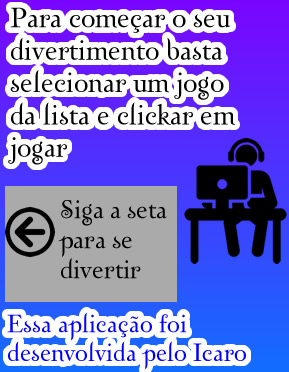 Para começar o seu
divertimento basta
selecionar um jogo
da lista e clickar em
jogar
Siga a seta
para se
divertir
Essa aplicação foi
desenvolvida pelo Icaro